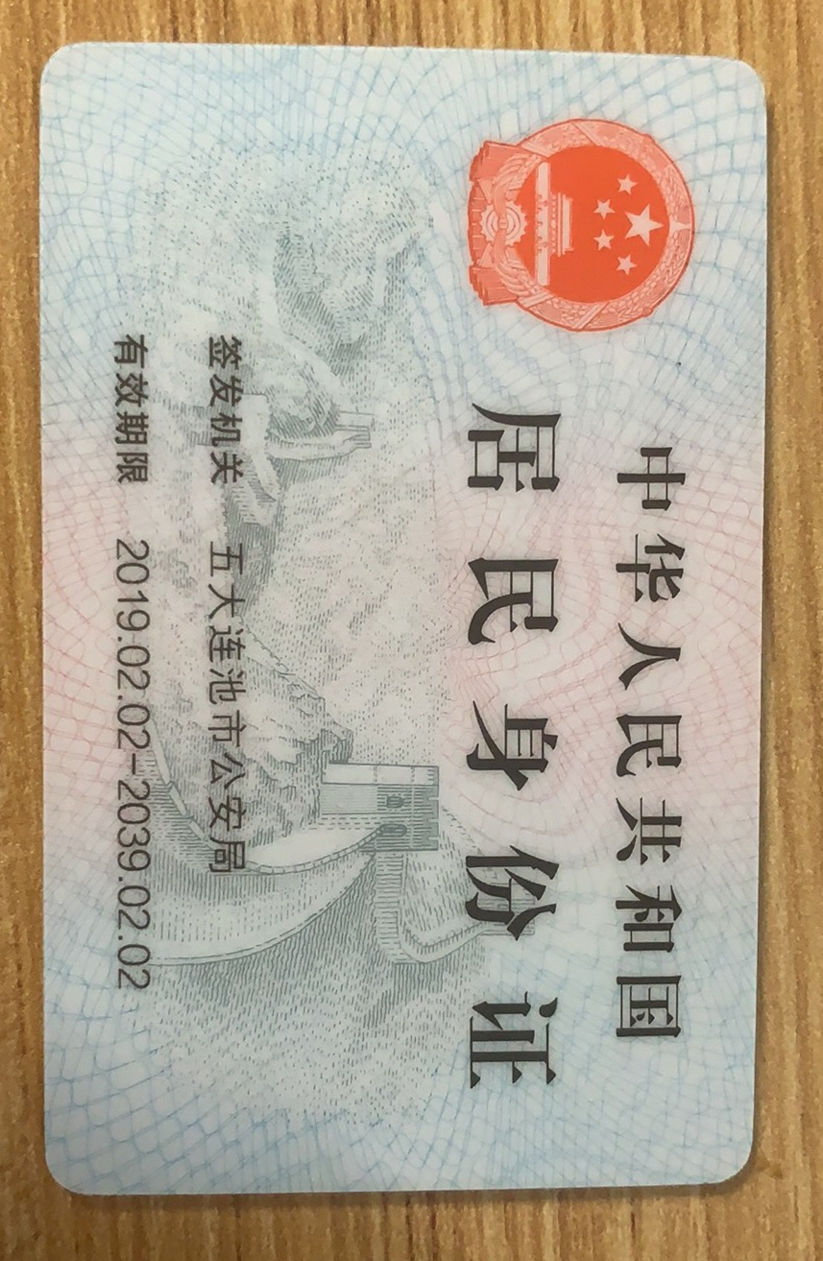 中华人民共和国
居民身份证
签发机关 五大连池市公安局
有效期限 2019.02.02-2039.02.02